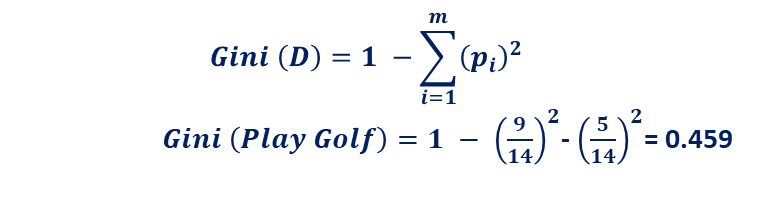 Gini (D) = 1 − ∑_{i=1}^{m} (p_i)^2
Gini (Play Golf) = 1 − (9/14)^2 - (5/14)^2 = 0.459